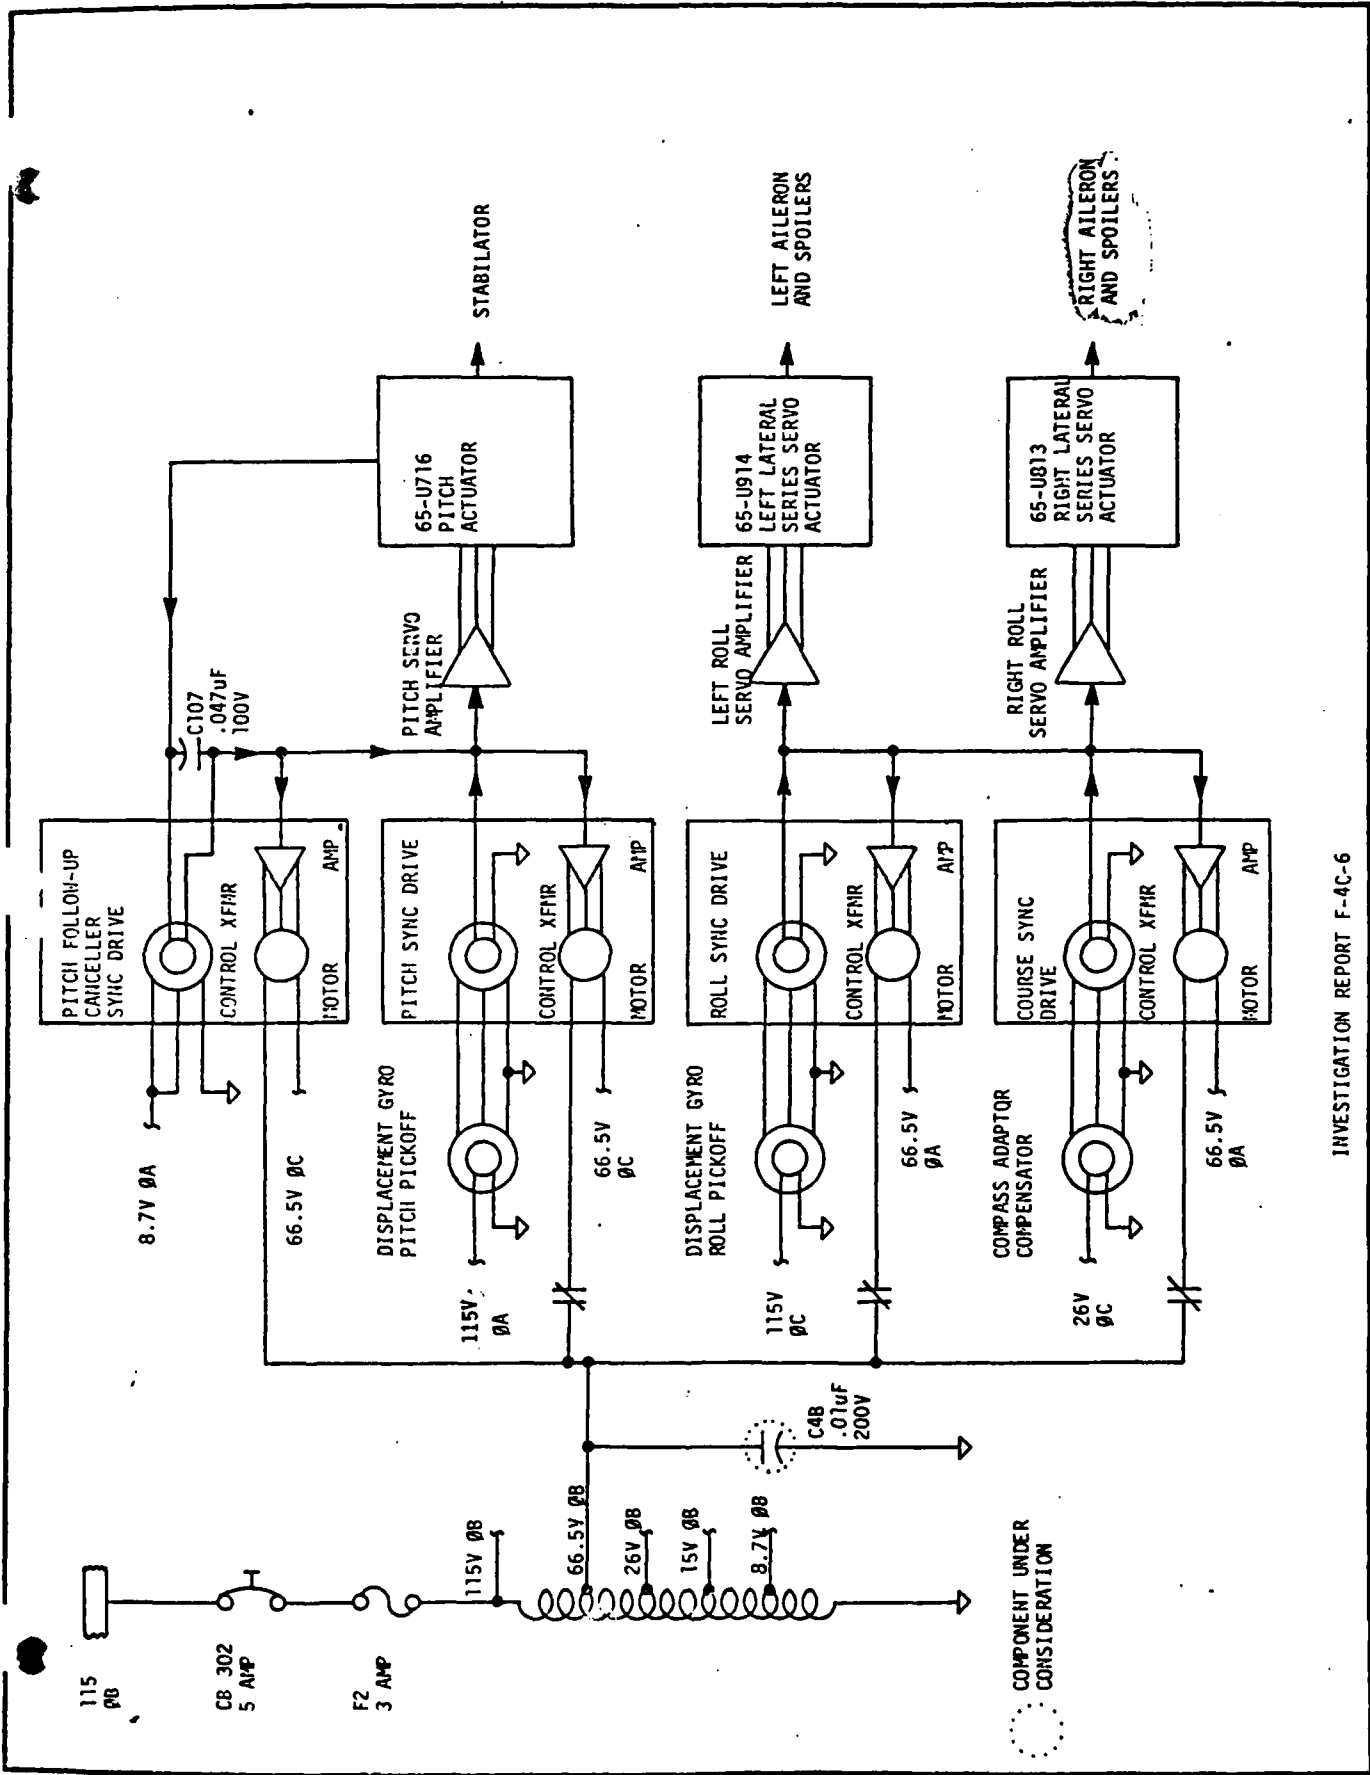 115
ØB
CB 302
5 AMP
F2
3 AMP
115V ØB
66.5V ØB
26V ØB
15V ØB
8.7V ØB
C4B
.01uF
200V
COMPONENT UNDER
CONSIDERATION
8.7V ØA
66.5V ØC
PITCH FOLLOW-UP
CANCELLER
SYNC DRIVE
CONTROL XFMR
MOTOR
AMP
C107
.047uF
100V
DISPLACEMENT GYRO
PITCH PICKOFF
115V
ØA
66.5V
ØC
PITCH SYNC DRIVE
CONTROL XFMR
MOTOR
AMP
PITCH SERVO
AMPLIFIER
65-U716
PITCH
ACTUATOR
STABILATOR
DISPLACEMENT GYRO
ROLL PICKOFF
115V
ØC
66.5V
ØA
ROLL SYNC DRIVE
CONTROL XFMR
MOTOR
AMP
LEFT ROLL
SERVO AMPLIFIER
65-U914
LEFT LATERAL
SERIES SERVO
ACTUATOR
LEFT AILERON
AND SPOILERS
COMPASS ADAPTOR
COMPENSATOR
26V
ØC
66.5V
ØA
COURSE SYNC
DRIVE
CONTROL XFMR
MOTOR
AMP
RIGHT ROLL
SERVO AMPLIFIER
65-U813
RIGHT LATERAL
SERIES SERVO
ACTUATOR
RIGHT AILERON
AND SPOILERS
INVESTIGATION REPORT F-4C-6